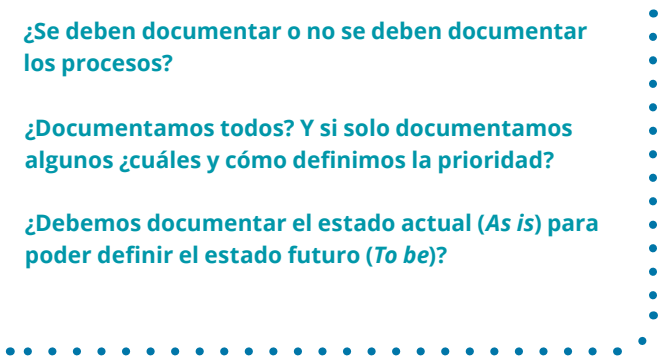 ¿Se deben documentar o no se deben documentar
los procesos?
¿Documentamos todos? Y si solo documentamos
algunos ¿cuáles y cómo definimos la prioridad?
¿Debemos documentar el estado actual (As is) para
poder definir el estado futuro (To be)?